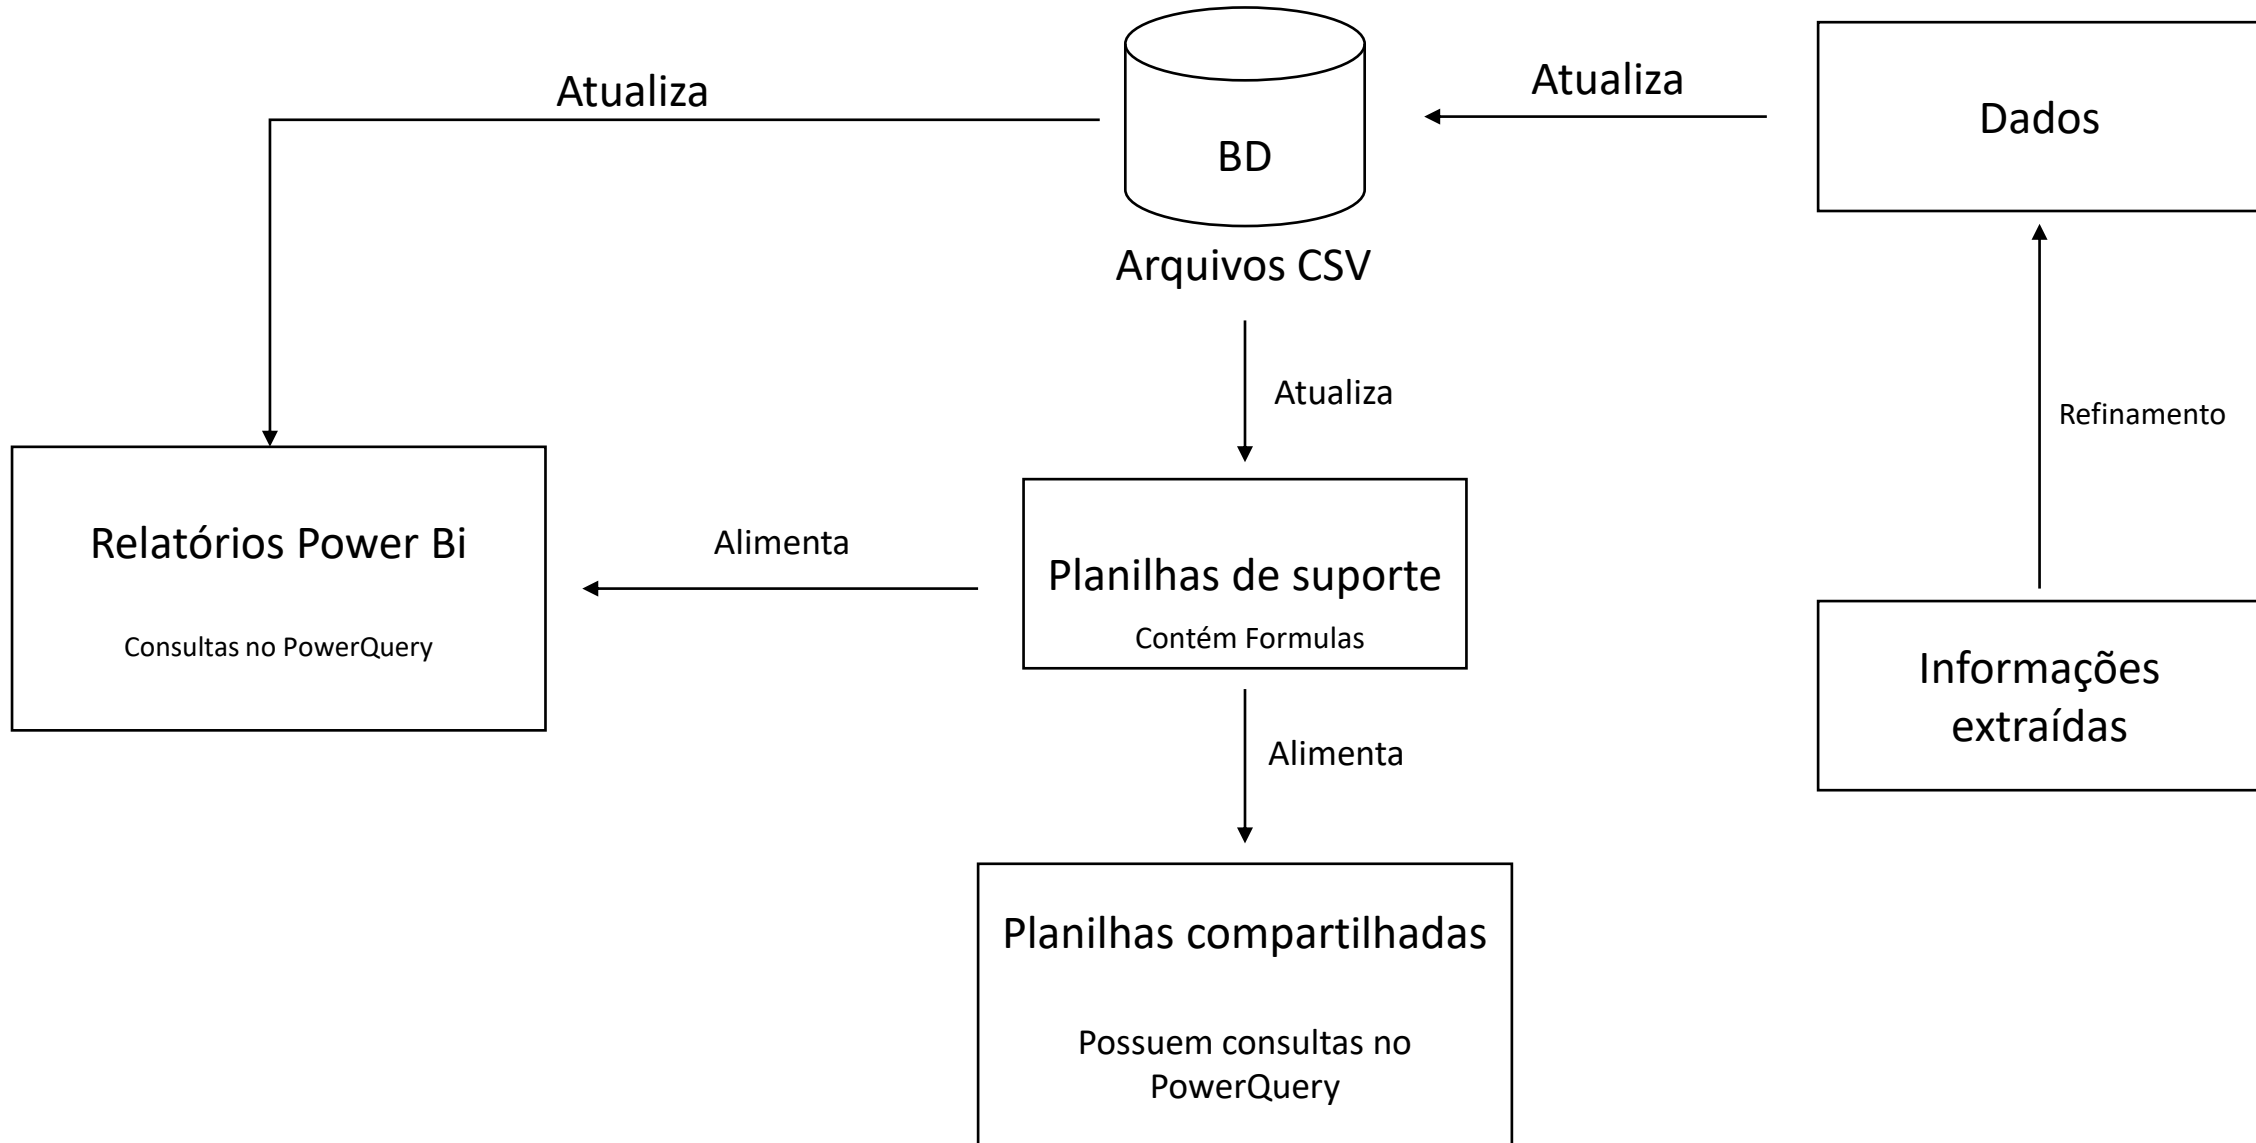 Atualiza
BD
Arquivos CSV
Atualiza
Dados
Atualiza
Refinamento
Relatórios Power Bi
Consultas no PowerQuery
Alimenta
Planilhas de suporte
Contém Formulas
Informações
extraídas
Alimenta
Planilhas compartilhadas
Possuem consultas no
PowerQuery